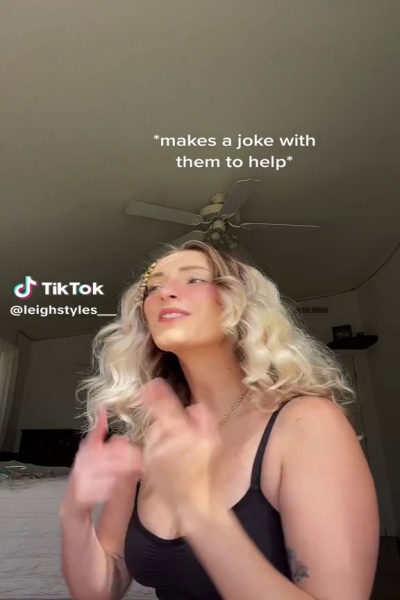 *makes a joke with
them to help*
TikTok
@leighstyles__